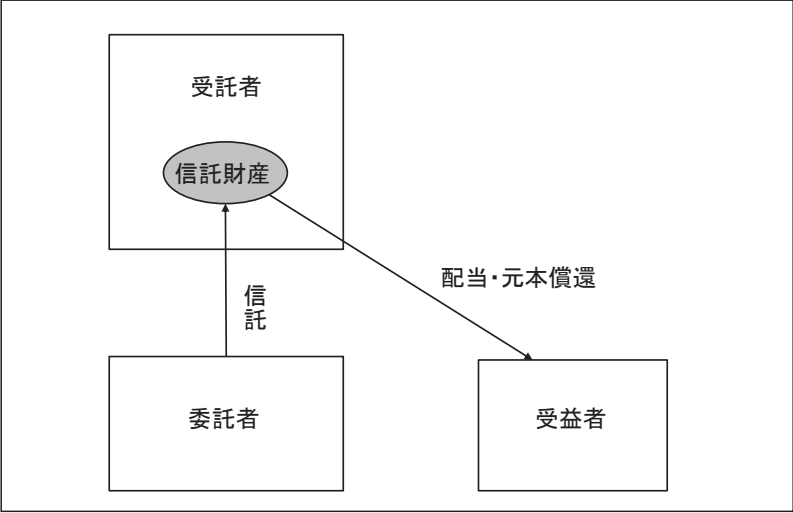 受託者
信託財産
信託
配当・元本償還
委託者
受益者